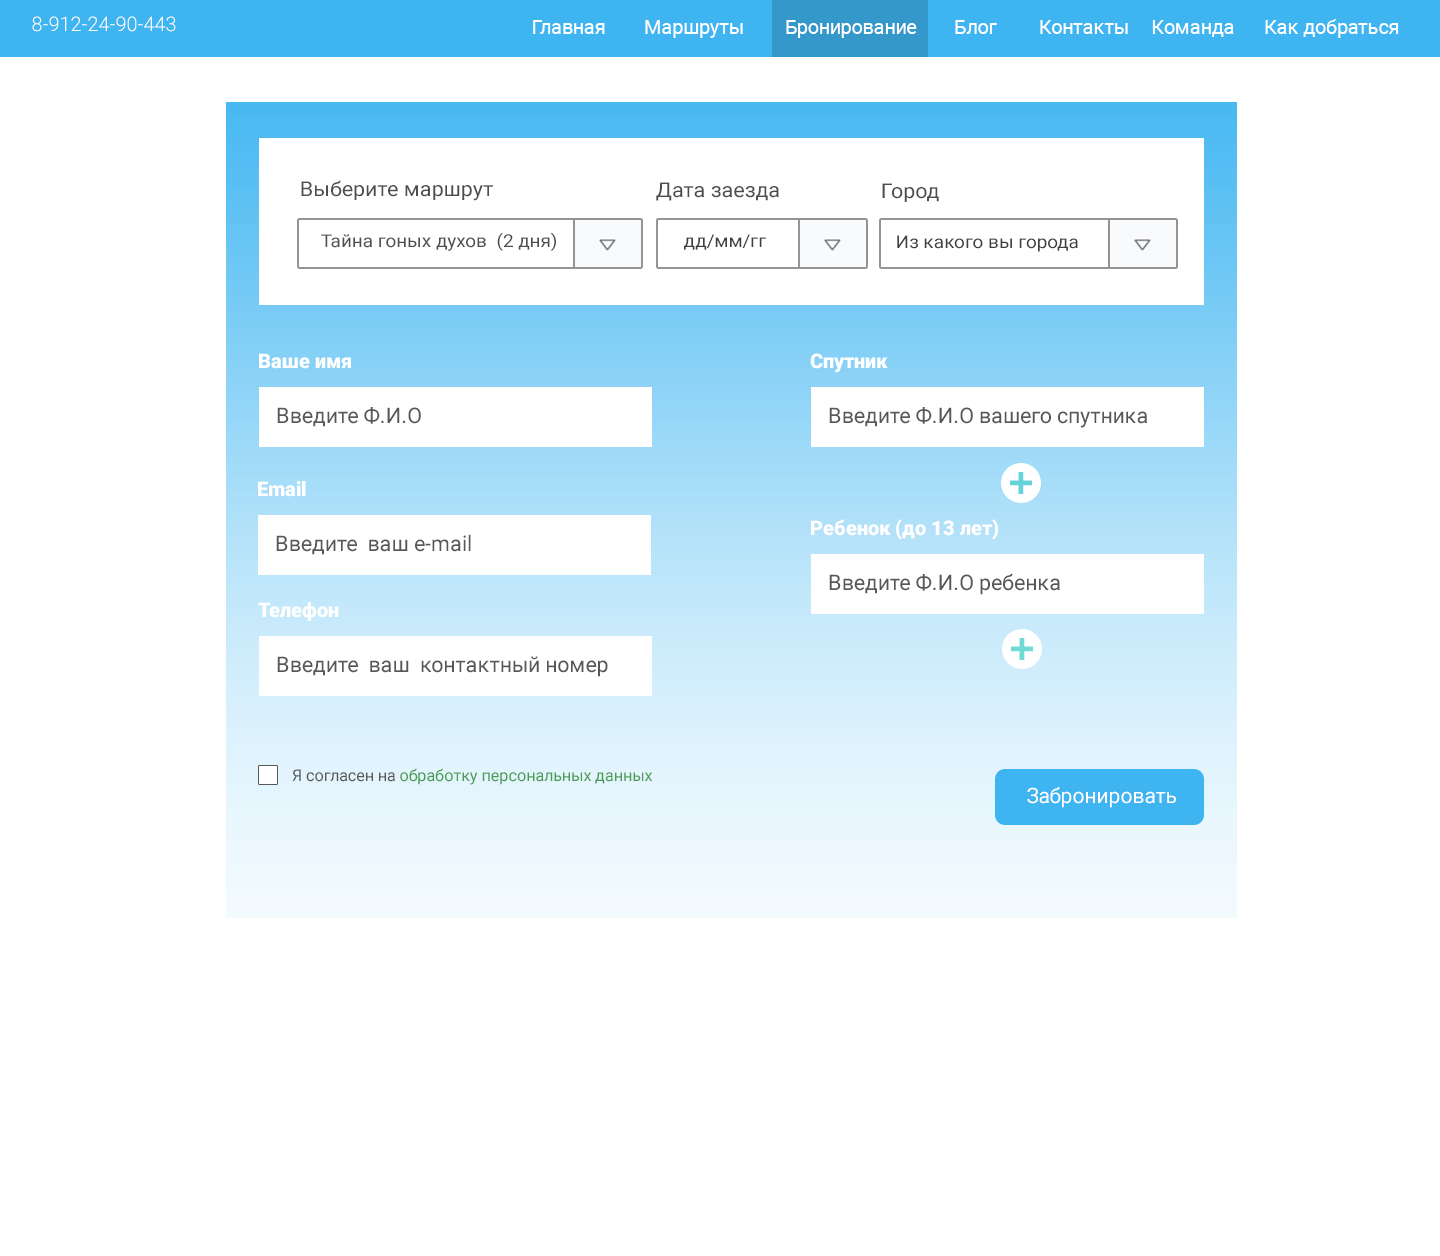 8-912-24-90-443
Главная Маршруты Бронирование Блог Контакты Команда Как добраться
Выберите маршрут Дата заезда Город
Тайна гоных духов (2 дня) дд/мм/гг Из какого вы города
Ваше имя Спутник
Введите Ф.И.О Введите Ф.И.О вашего спутника
Email
Введите ваш e-mail
Ребенок (до 13 лет)
Введите Ф.И.О ребенка
Телефон
Введите ваш контактный номер
Я согласен на обработку персональных данных
Забронировать